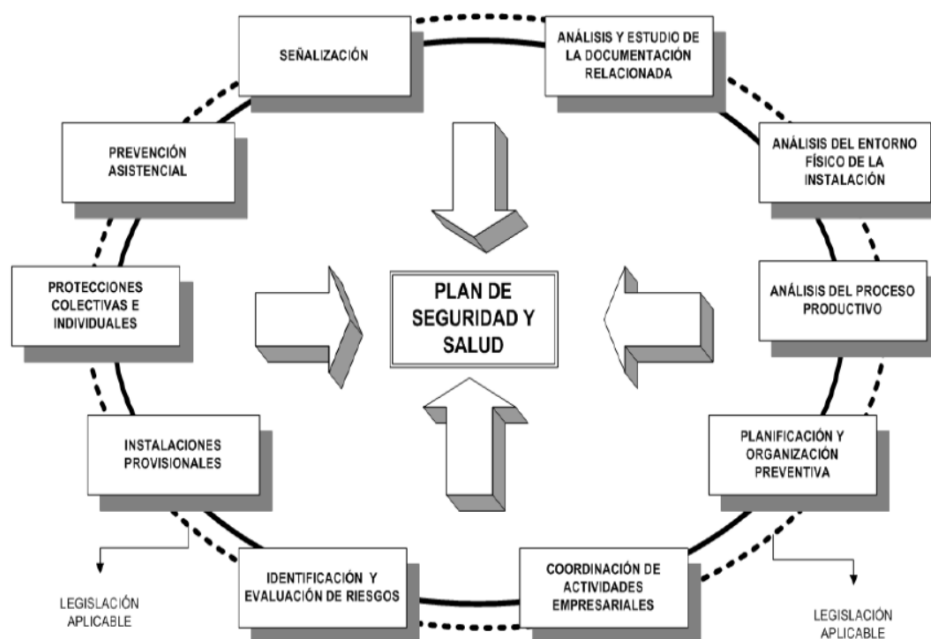 SEÑALIZACIÓN
ANÁLISIS Y ESTUDIO DE
LA DOCUMENTACIÓN
RELACIONADA
PREVENCIÓN
ASISTENCIAL
ANÁLISIS DEL ENTORNO
FÍSICO DE LA
INSTALACIÓN
PROTECCIONES
COLECTIVAS E
INDIVIDUALES
PLAN DE
SEGURIDAD Y
SALUD
ANÁLISIS DEL PROCESO
PRODUCTIVO
INSTALACIONES
PROVISIONALES
PLANIFICACIÓN Y
ORGANIZACIÓN
PREVENTIVA
IDENTIFICACIÓN Y
EVALUACIÓN DE RIESGOS
COORDINACIÓN DE
ACTIVIDADES
EMPRESARIALES
LEGISLACIÓN
APLICABLE
LEGISLACIÓN
APLICABLE